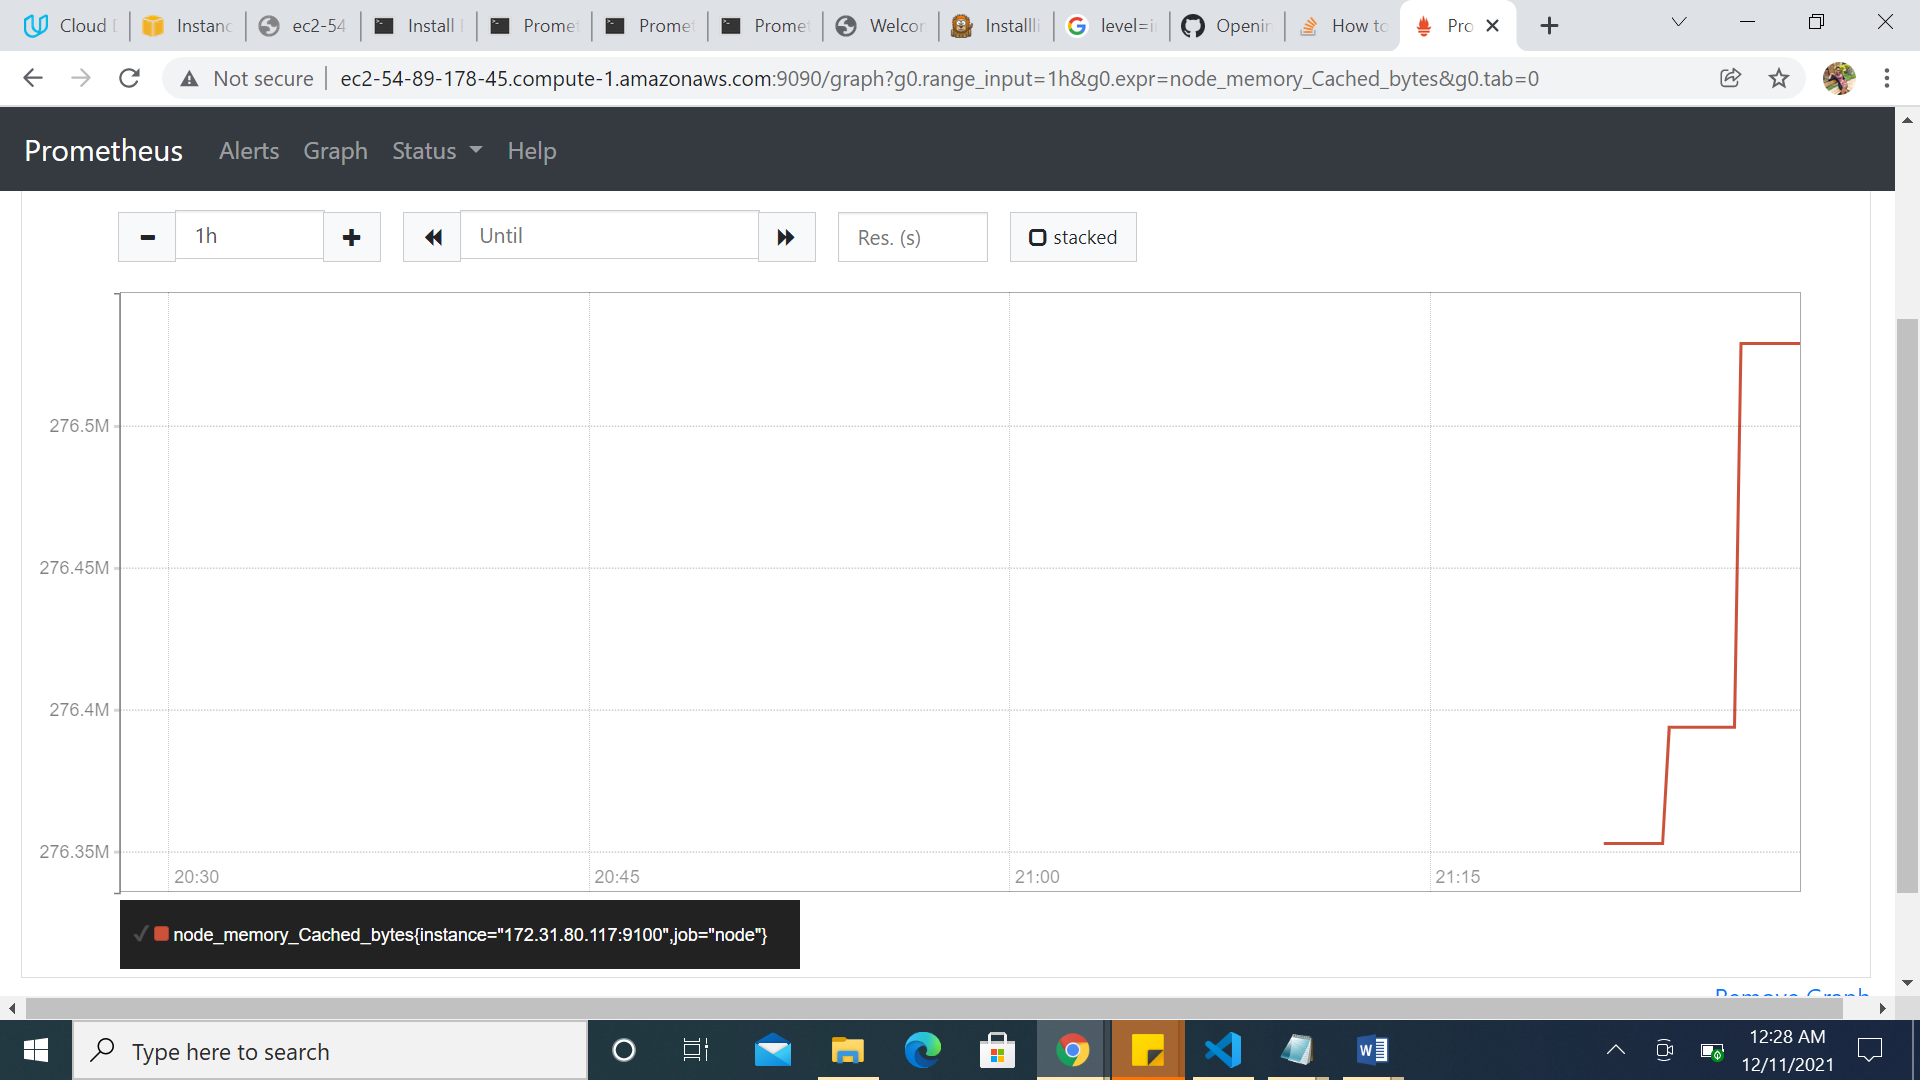 Cloud
Instanc
ec2-54
Install
Promet
Promet
Promet
Welcor
Installi
level=i
Openin
How to
Pro
Not secure
ec2-54-89-178-45.compute-1.amazonaws.com:9090/graph?g0.range_input=1h&g0.expr=node_memory_Cached_bytes&g0.tab=0
Prometheus Alerts Graph Status Help
1h Until Res. (s) stacked
276.5M
276.45M
276.4M
276.35M
20:30 20:45 21:00 21:15
node_memory_Cached_bytes{instance="172.31.80.117:9100",job="node"}
Remove Graph
Type here to search
12:28 AM
12/11/2021